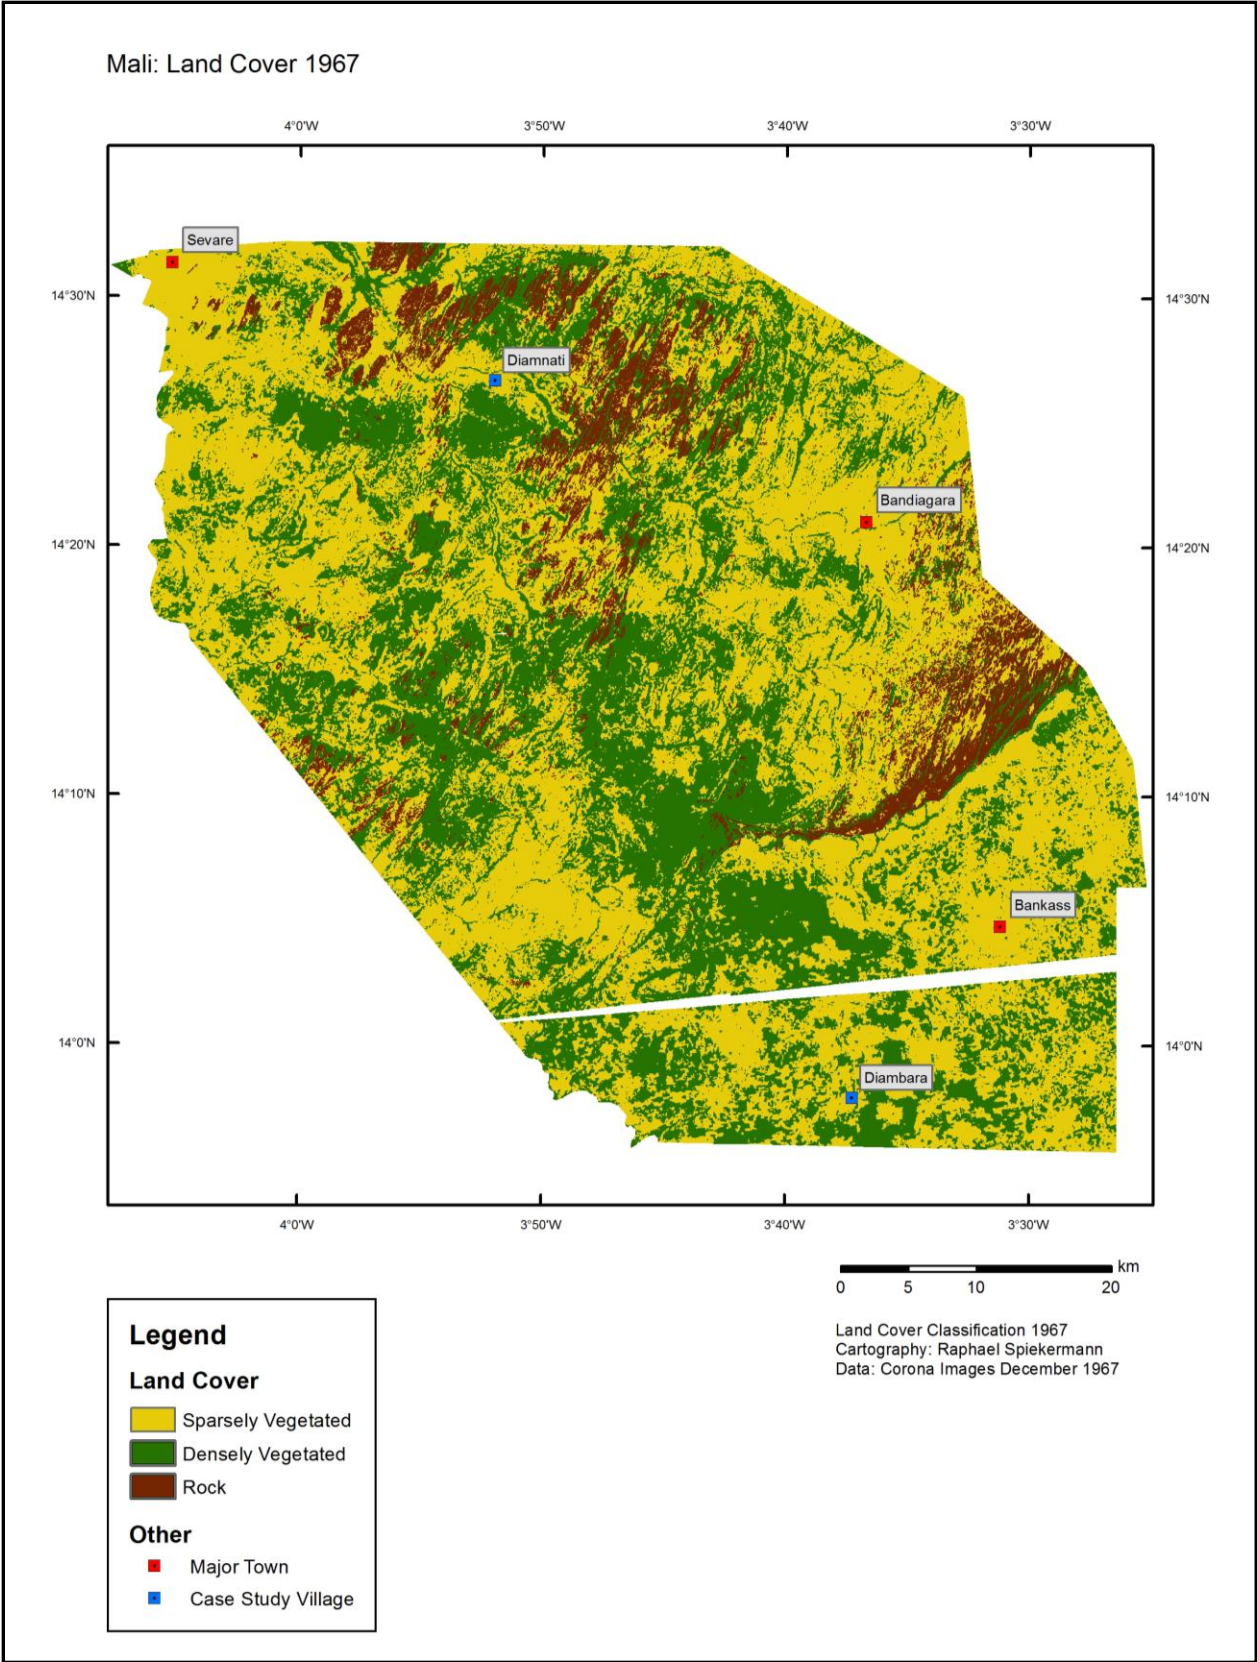 Mali: Land Cover 1967
4°0'W 3°50'W 3°40'W 3°30'W
Sevare
14°30'N 14°30'N
Diamnati
Bandiagara
14°20'N 14°20'N
14°10'N 14°10'N
Bankass
14°0'N 14°0'N
Diambara
4°0'W 3°50'W 3°40'W 3°30'W
km
0 5 10 20
Land Cover Classification 1967
Cartography: Raphael Spiekermann
Data: Corona Images December 1967
Legend
Land Cover
Sparsely Vegetated
Densely Vegetated
Rock
Other
Major Town
Case Study Village